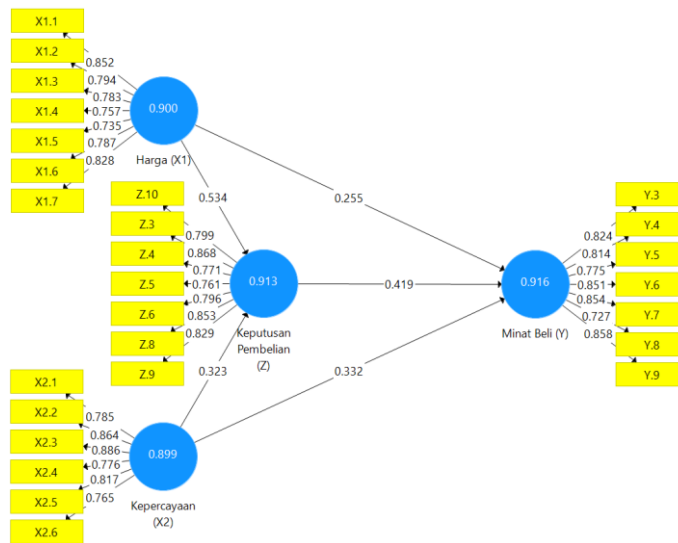 X1.1
X1.2
X1.3
X1.4
X1.5
X1.6
X1.7
0.852
0.794
0.783
0.757
0.735
0.787
0.828
0.900
Harga (X1)
0.534
0.255
Z.10
Z.3
Z.4
Z.5
Z.6
Z.8
Z.9
0.799
0.868
0.771
0.761
0.796
0.853
0.829
0.913
Keputusan
Pembelian
(Z)
0.419
0.323
0.332
0.916
Minat Beli (Y)
0.824
0.814
0.775
0.851
0.854
0.727
0.858
Y.3
Y.4
Y.5
Y.6
Y.7
Y.8
Y.9
X2.1
X2.2
X2.3
X2.4
X2.5
X2.6
0.785
0.864
0.886
0.776
0.817
0.765
0.899
Kepercayaan
(X2)